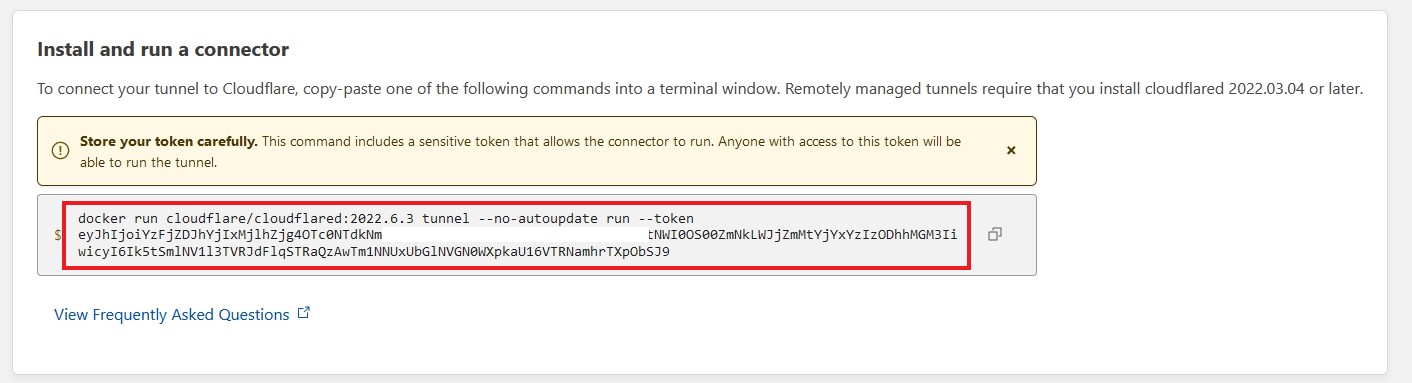 Install and run a connector
To connect your tunnel to Cloudflare, copy-paste one of the following commands into a terminal window. Remotely managed tunnels require that you install cloudflared 2022.03.04 or later.
Store your token carefully. This command includes a sensitive token that allows the connector to run. Anyone with access to this token will be
able to run the tunnel.
docker run cloudflare/cloudflared:2022.6.3 tunnel --no-autoupdate run --token
$ eyJhIjoiYzFjZDJhYjIxMjlhZjg4OTc0NTdkNm tNWI0OS00ZmNkLWJjZmMtYjYxYzIzODhhMGM3Ii
wicyI6Ik5tSmlNV1l3TVRJdFlqSTRaQzAwTm1NNUxUbGlNVGN0WXpkaU16VTRNamhrTXpObSJ9
View Frequently Asked Questions